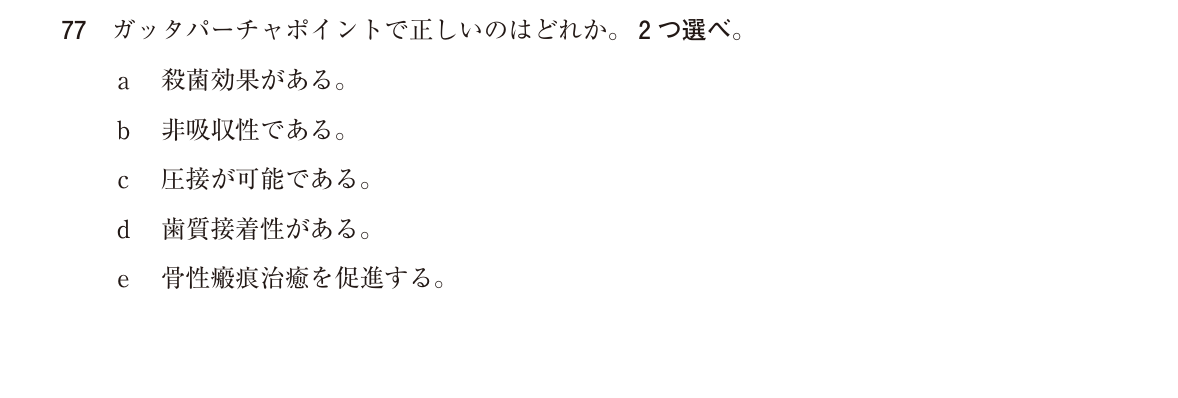 77 ガッタパーチャポイントで正しいのはどれか。2 つ選べ。
a 殺菌効果がある。
b 非吸収性である。
c 圧接が可能である。
d 歯質接着性がある。
e 骨性瘢痕治癒を促進する。